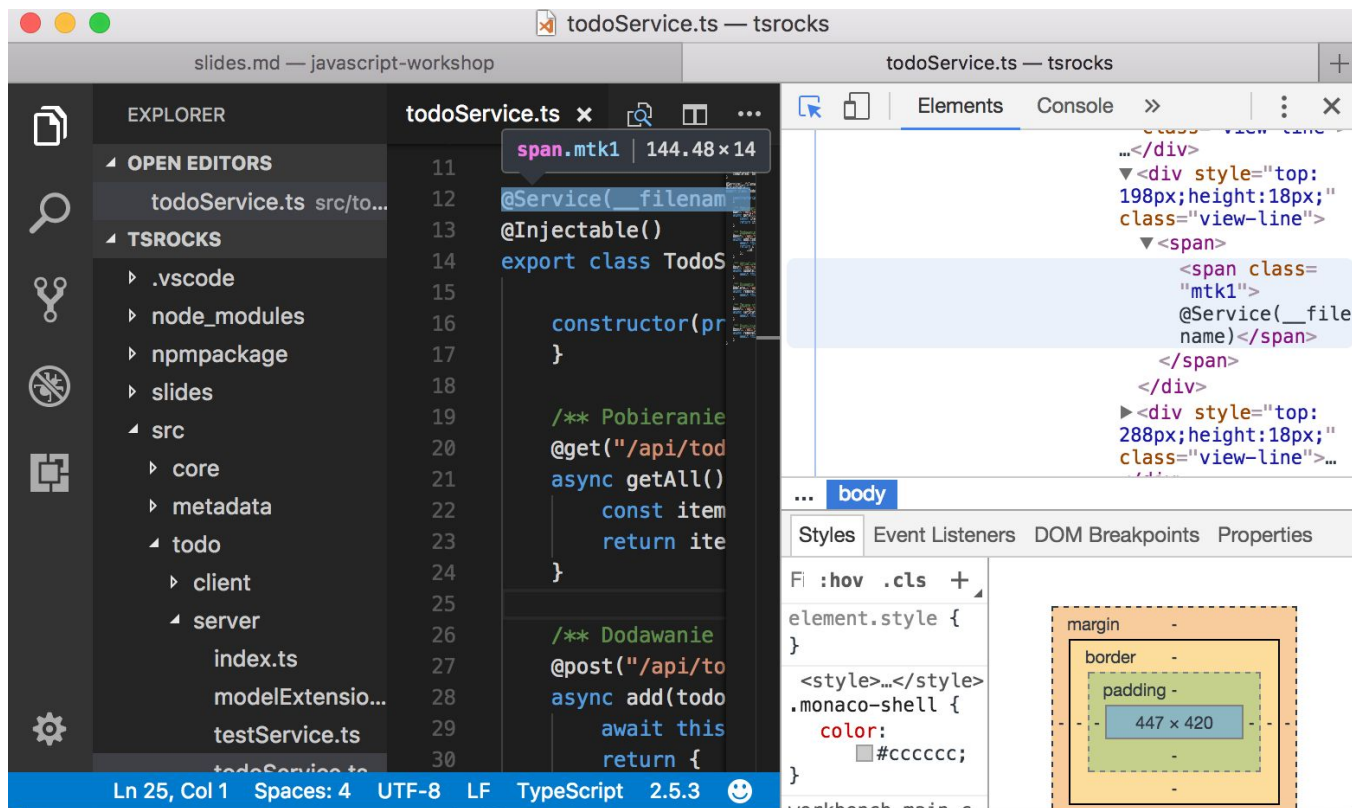 todoService.ts — tsrocks
slides.md — javascript-workshop
todoService.ts — tsrocks
EXPLORER
OPEN EDITORS
todoService.ts src/to...
TSROCKS
.vscode
node_modules
npmpackage
slides
src
core
metadata
todo
client
server
index.ts
modelExtensio...
testService.ts
todoService.ts
todoService.ts ×
span.mtk1 144.48×14
11
12 @Service(__filenam
13 @Injectable()
14 export class TodoS
15
16 constructor(pr
17 }
18
19 /** Pobieranie
20 @get("/api/tod
21 async getAll()
22 const item
23 return ite
24 }
25
26 /** Dodawanie
27 @post("/api/to
28 async add(todo
29 await this
30 return {
Elements Console »
class="view-line">
…</div>
▼<div style="top:
198px;height:18px;"
class="view-line">
▼<span>
<span class=
"mtk1">
@Service(__file
name)</span>
</span>
</div>
▶<div style="top:
288px;height:18px;"
class="view-line">…
</div>
... body
Styles Event Listeners DOM Breakpoints Properties
Fi :hov .cls +
element.style {
}
<style>…</style>
.monaco-shell {
color:
#cccccc;
}
margin -
border -
padding -
- - - 447 × 420 - - -
-
-
Ln 25, Col 1 Spaces: 4 UTF-8 LF TypeScript 2.5.3